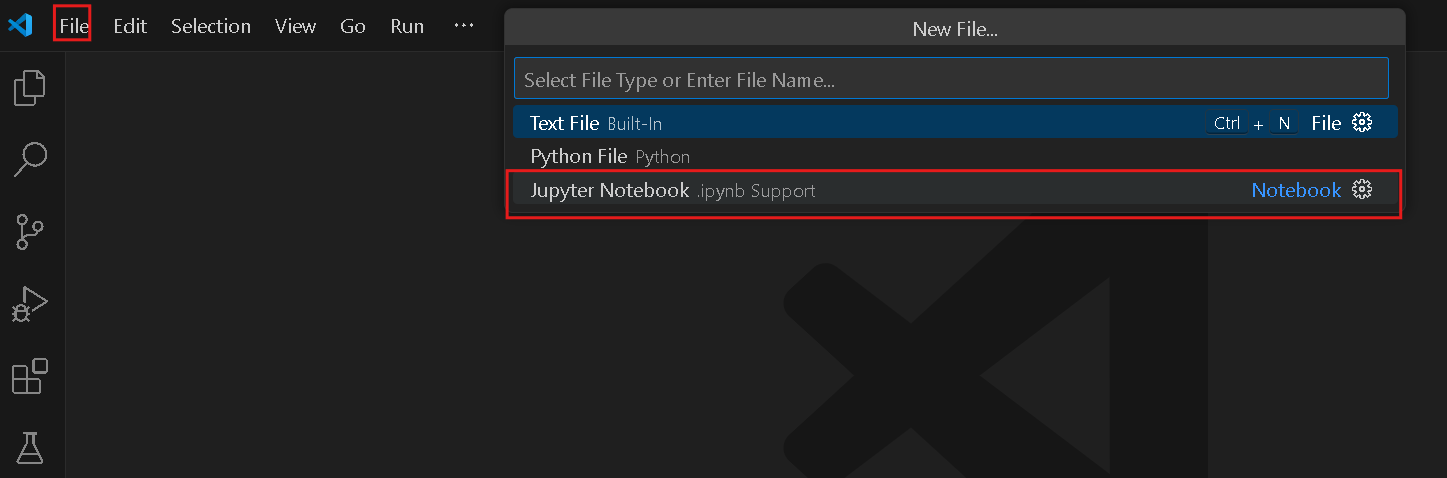 File Edit Selection View Go Run ...
New File...
Select File Type or Enter File Name...
Text File Built-In Ctrl + N File
Python File Python
Jupyter Notebook .ipynb Support Notebook